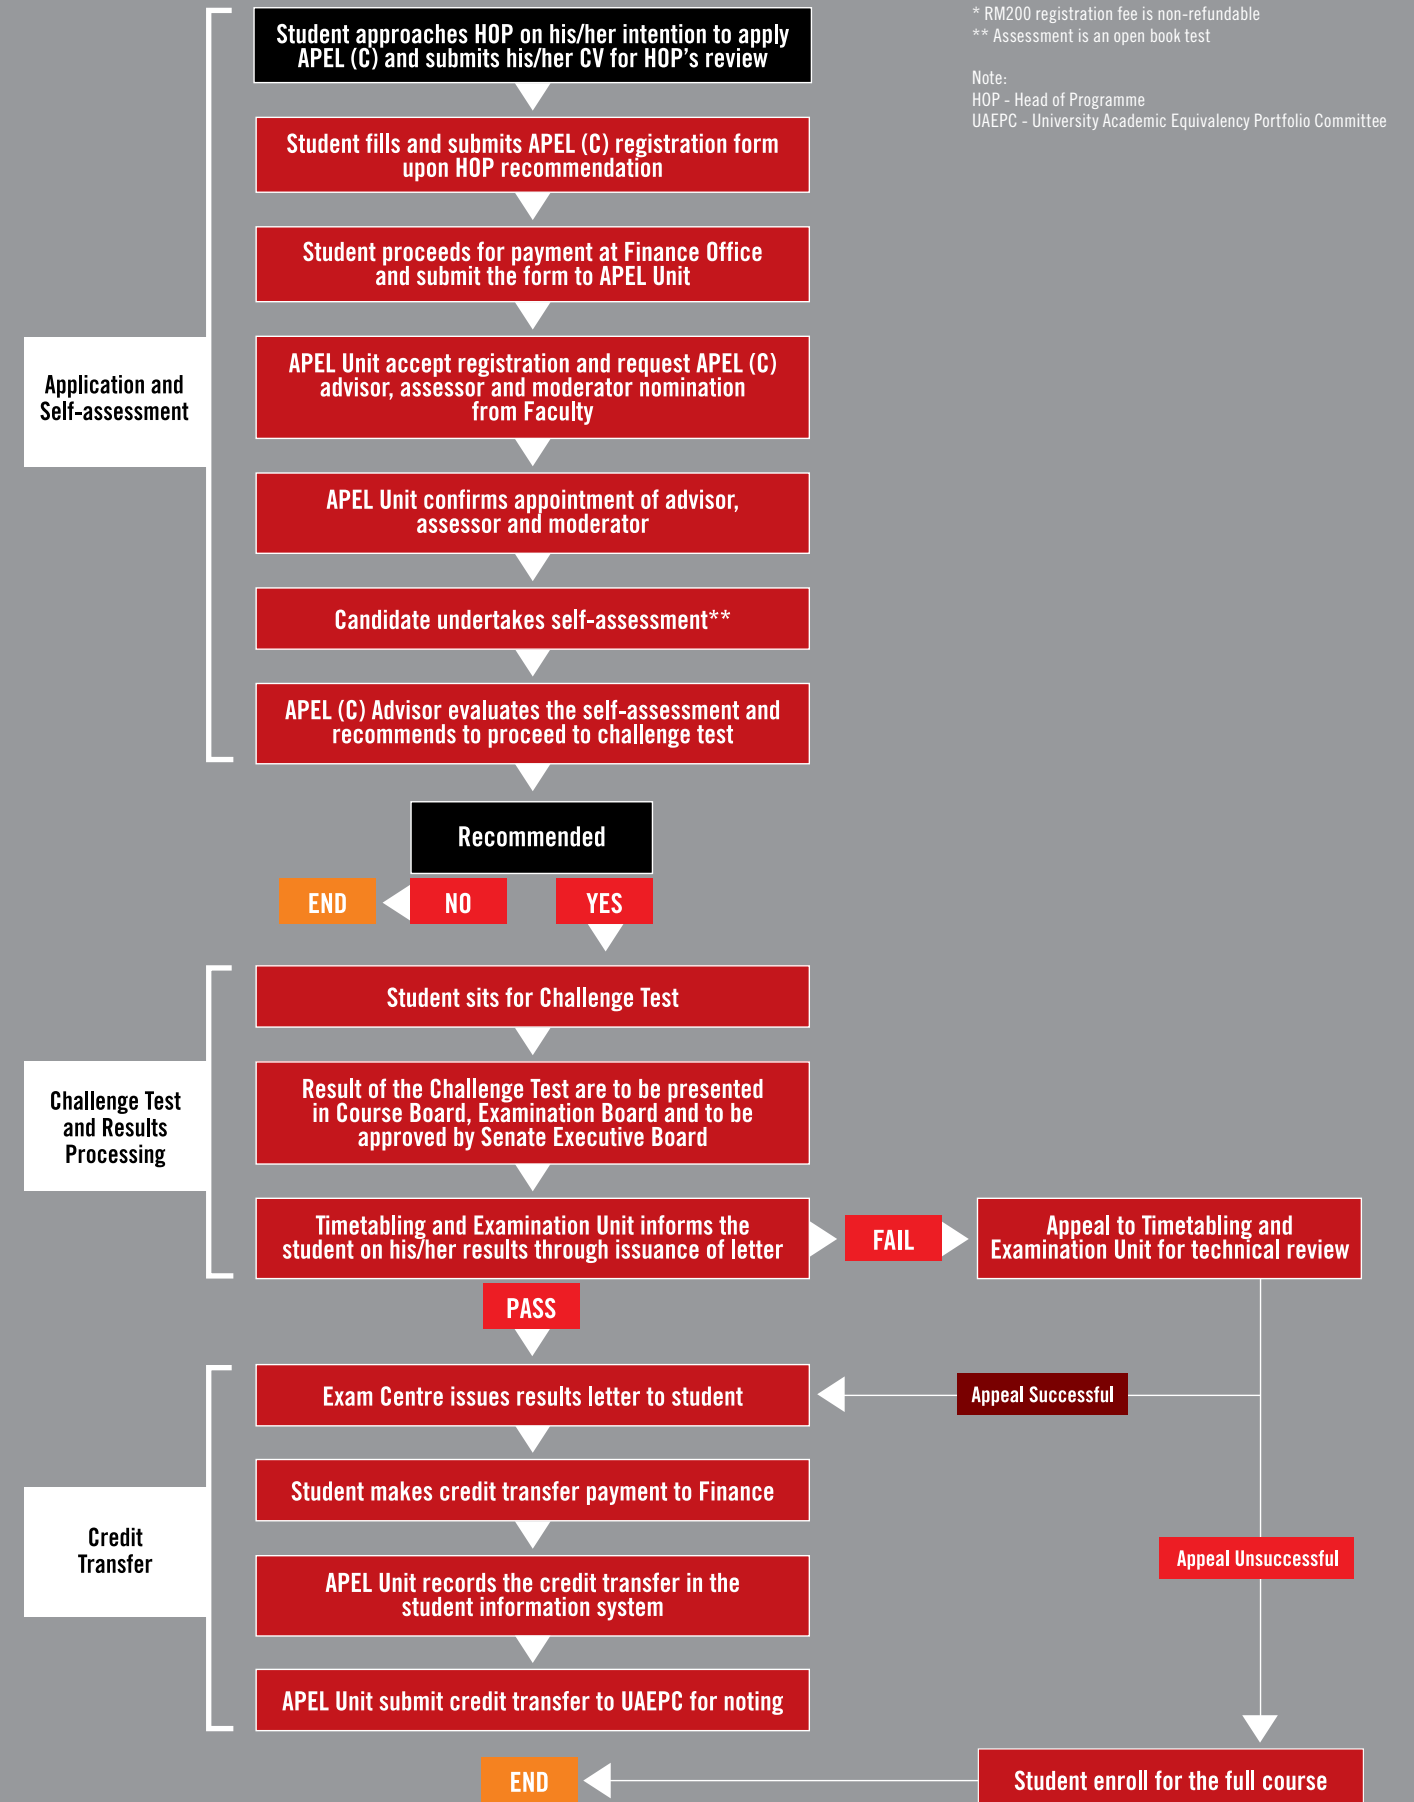 * RM200 registration fee is non-refundable
** Assessment is an open book test
Note:
HOP - Head of Programme
UAEPC - University Academic Equivalency Portfolio Committee
Student approaches HOP on his/her intention to apply
APEL (C) and submits his/her CV for HOP's review
Student fills and submits APEL (C) registration form
upon HOP recommendation
Student proceeds for payment at Finance Office
and submit the form to APEL Unit
Application and
Self-assessment
APEL Unit accept registration and request APEL (C)
advisor, assessor and moderator nomination
from Faculty
APEL Unit confirms appointment of advisor,
assessor and moderator
Candidate undertakes self-assessment**
APEL (C) Advisor evaluates the self-assessment and
recommends to proceed to challenge test
Recommended
END
NO
YES
Student sits for Challenge Test
Challenge Test
and Results
Processing
Result of the Challenge Test are to be presented
in Course Board, Examination Board and to be
approved by Senate Executive Board
Timetabling and Examination Unit informs the
student on his/her results through issuance of letter
FAIL
Appeal to Timetabling and
Examination Unit for technical review
PASS
Exam Centre issues results letter to student
Appeal Successful
Student makes credit transfer payment to Finance
Credit
Transfer
Appeal Unsuccessful
APEL Unit records the credit transfer in the
student information system
APEL Unit submit credit transfer to UAEPC for noting
END
Student enroll for the full course